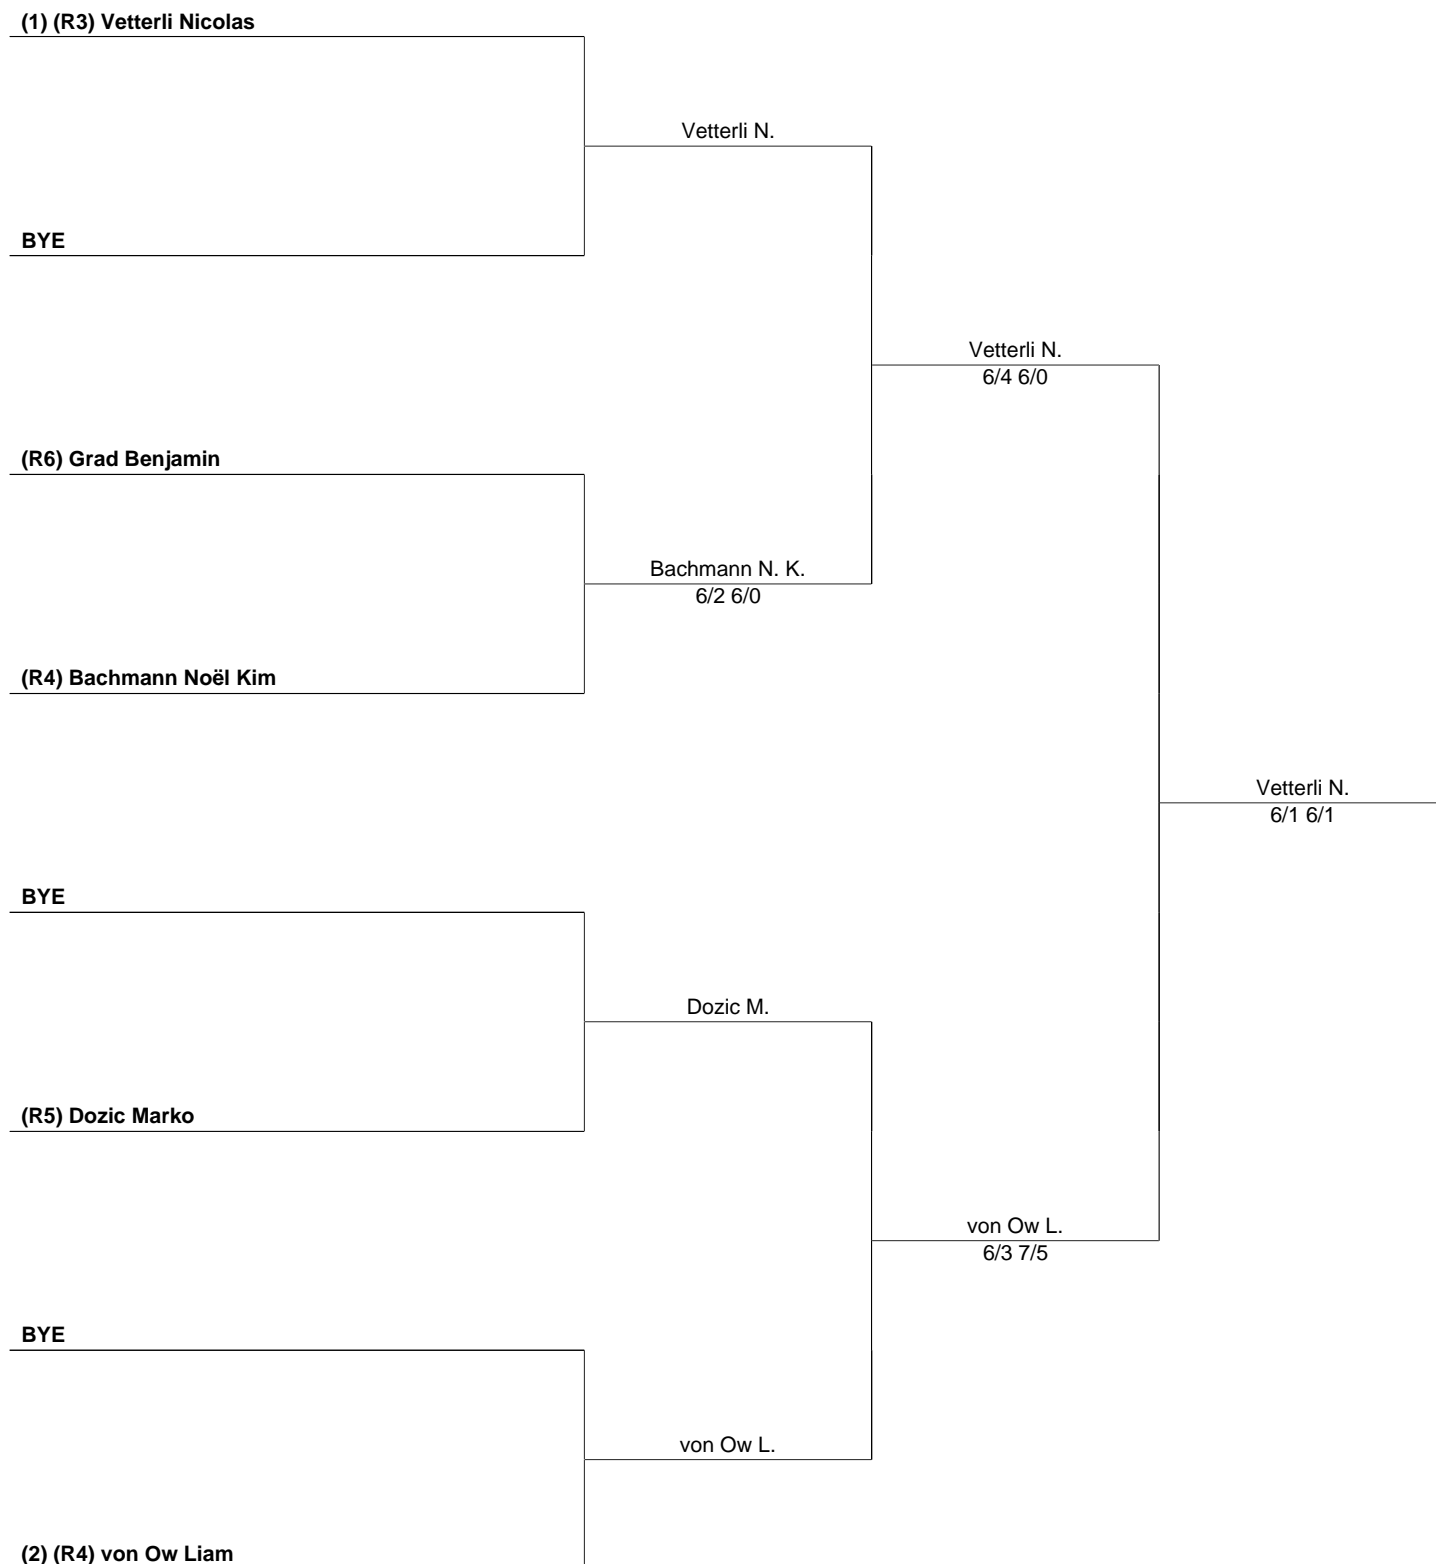 (1) (R3) Vetterli Nicolas
Vetterli N.
BYE
Vetterli N.
6/4 6/0
(R6) Grad Benjamin
Bachmann N. K.
6/2 6/0
(R4) Bachmann Noël Kim
Vetterli N.
6/1 6/1
BYE
Dozic M.
(R5) Dozic Marko
von Ow L.
6/3 7/5
BYE
von Ow L.
(2) (R4) von Ow Liam